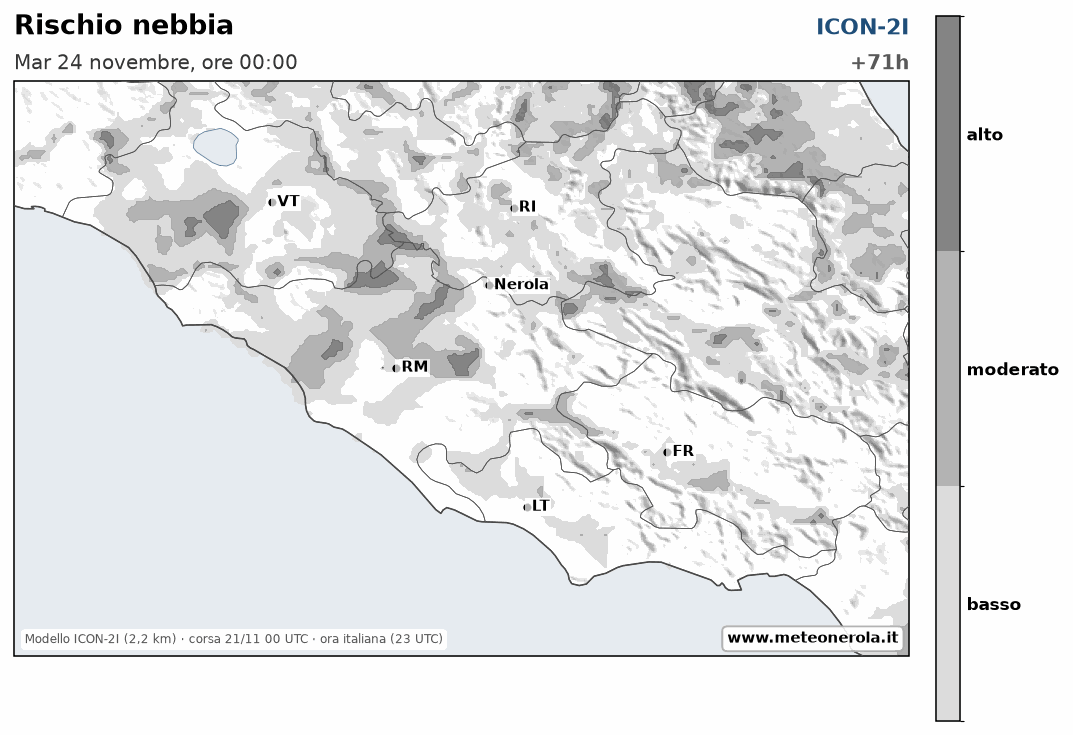 Rischio nebbia
ICON-2I
Mar 24 novembre, ore 00:00
+71h
alto
VT
RI
Nerola
RM
moderato
FR
LT
basso
Modello ICON-2I (2,2 km) · corsa 21/11 00 UTC · ora italiana (23 UTC)
www.meteonerola.it